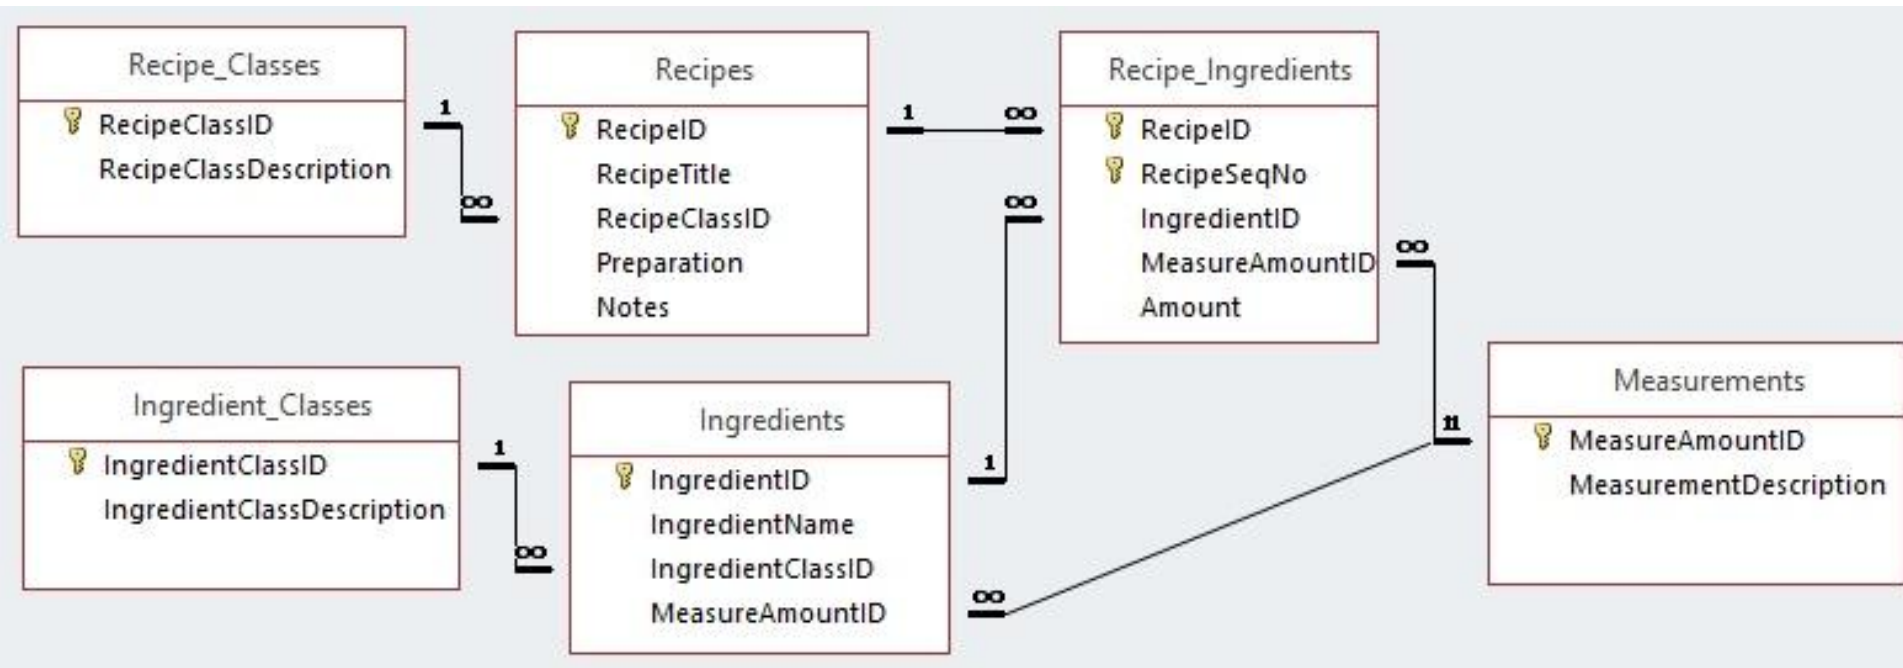 Recipe_Classes
RecipeClassID
RecipeClassDescription
1
∞
Recipes
RecipeID
RecipeTitle
RecipeClassID
Preparation
Notes
1
∞
∞
Recipe_Ingredients
RecipeID
RecipeSeqNo
IngredientID
MeasureAmountID
Amount
∞
Ingredient_Classes
IngredientClassID
IngredientClassDescription
1
∞
Ingredients
IngredientID
IngredientName
IngredientClassID
MeasureAmountID
1
∞
11
Measurements
MeasureAmountID
MeasurementDescription